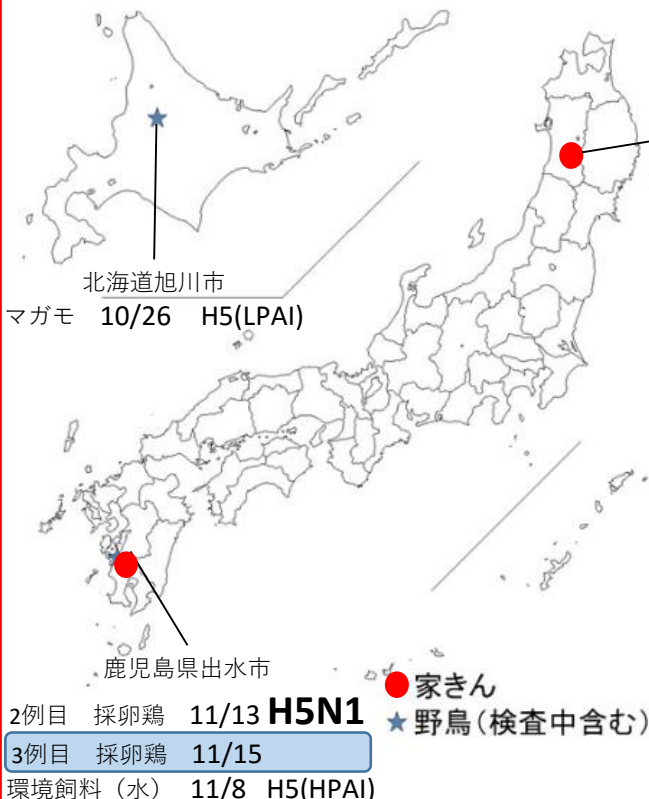 北海道旭川市
マガモ 10/26 H5(LPAI)
鹿児島県出水市
2例目 採卵鶏 11/13 H5N1
3例目 採卵鶏 11/15
環境飼料（水） 11/8 H5(HPAI)
家きん
野鳥(検査中含む)